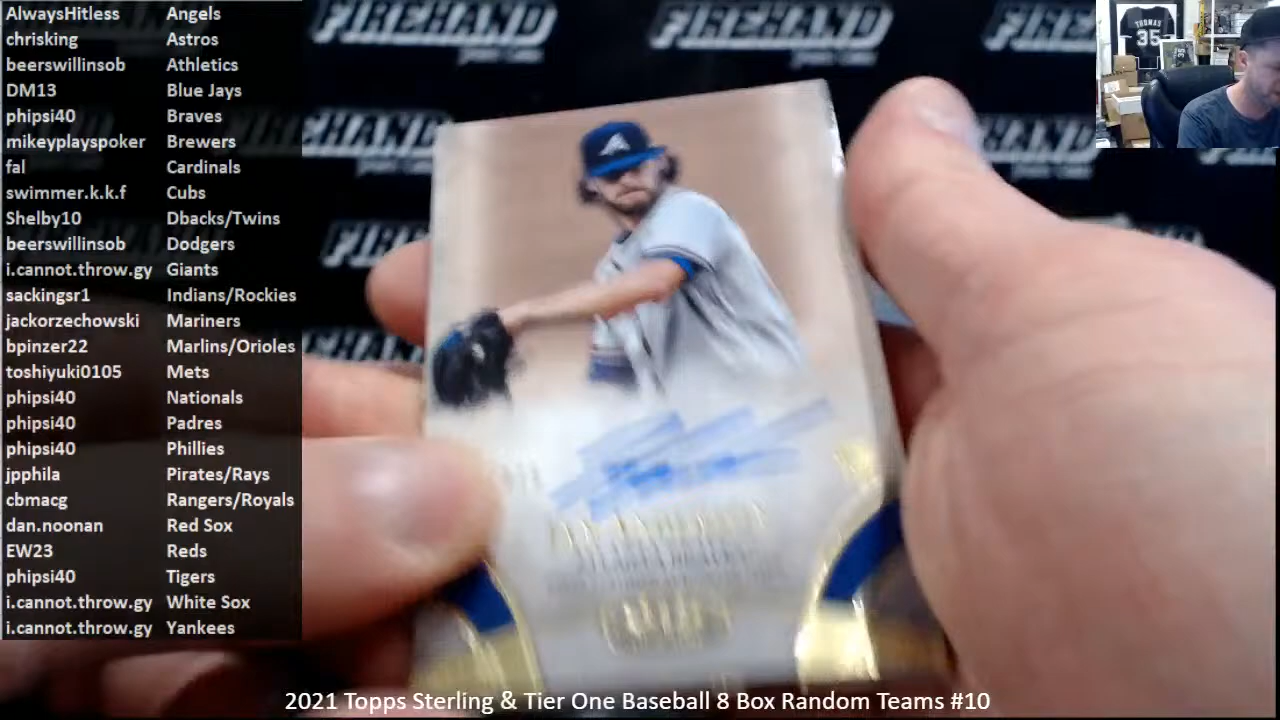 AlwaysHitless Angels
chrisking Astros
beerswillinsob Athletics
DM13 Blue Jays
phipsi40 Braves
mikeyplayspoker Brewers
fal Cardinals
swimmer.k.k.f Cubs
Shelby10 Dbacks/Twins
beerswillinsob Dodgers
i.cannot.throw.gy Giants
sackingsr1 Indians/Rockies
jackorzechowski Mariners
bpinzer22 Marlins/Orioles
toshiyuki0105 Mets
phipsi40 Nationals
phipsi40 Padres
phipsi40 Phillies
jpphila Pirates/Rays
cbmacg Rangers/Royals
dan.noonan Red Sox
EW23 Reds
phipsi40 Tigers
i.cannot.throw.gy White Sox
i.cannot.throw.gy Yankees
FIREHAND
FIREHAND
FIREHAND
THOMAS
35
A
2021 Topps Sterling & Tier One Baseball 8 Box Random Teams #10